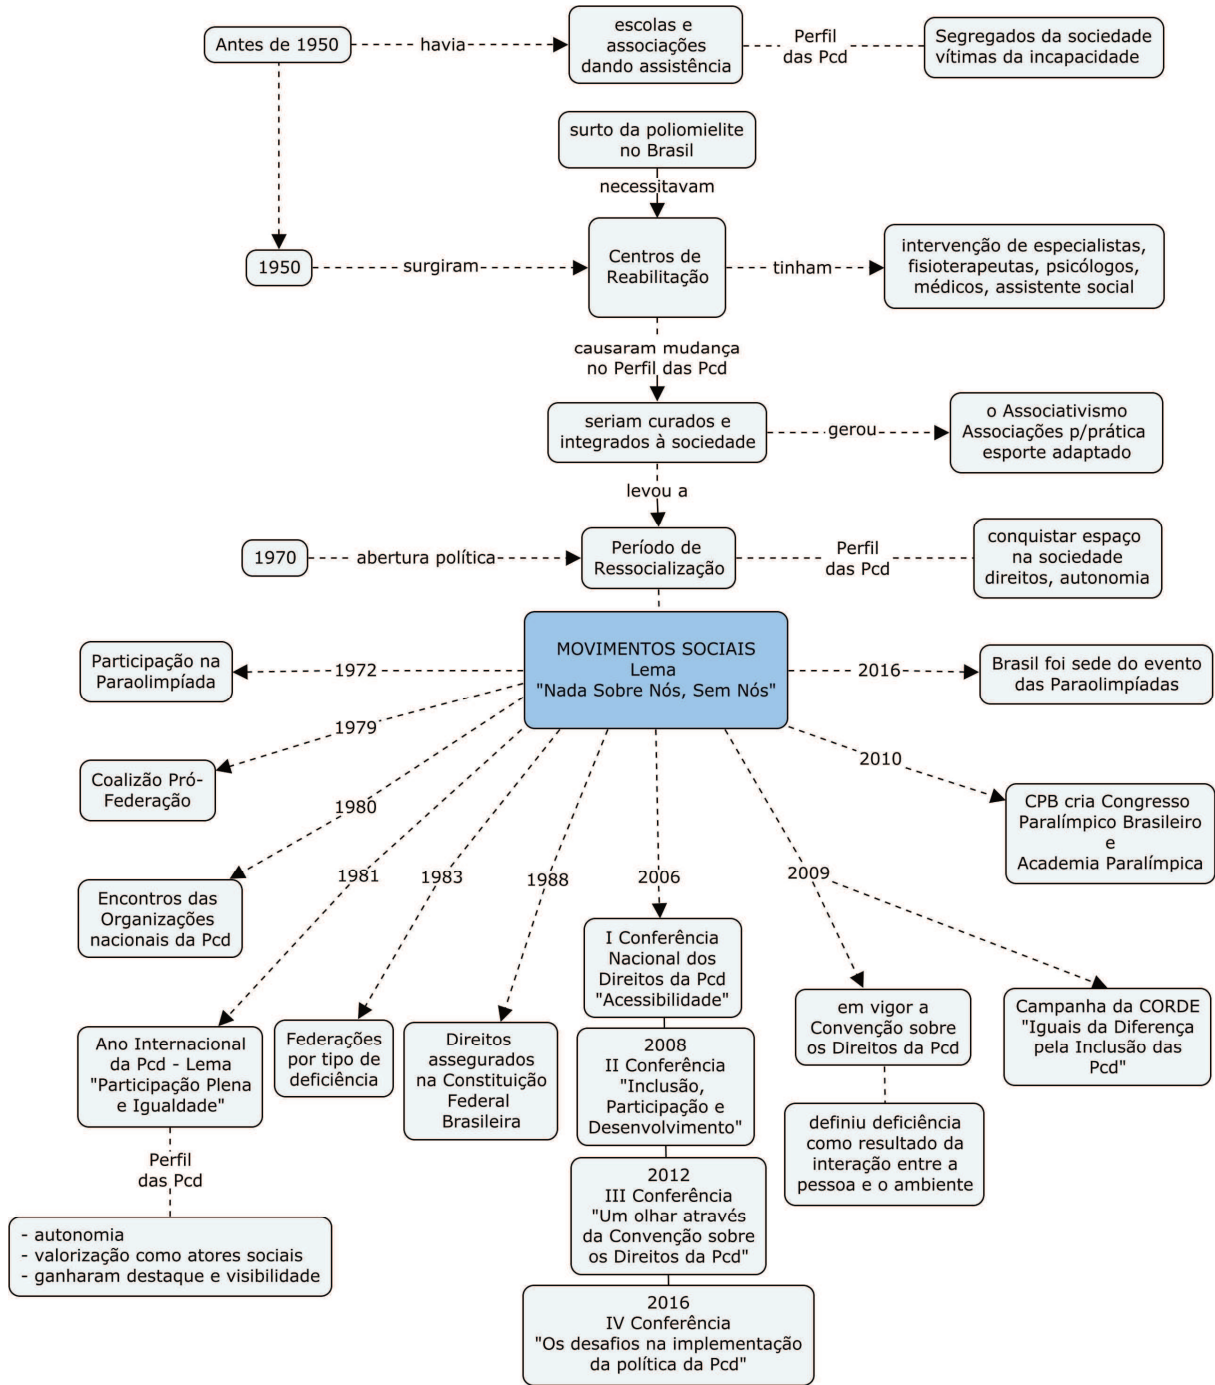 Antes de 1950
havia
escolas e
associações
dando assistência
Perfil
das Pcd
Segregados da sociedade
vítimas da incapacidade
surto da poliomielite
no Brasil
necessitavam
1950
surgiram
Centros de
Reabilitação
tinham
intervenção de especialistas,
fisioterapeutas, psicólogos,
médicos, assistente social
causaram mudança
no Perfil das Pcd
seriam curados e
integrados à sociedade
gerou
o Associativismo
Associações p/prática
esporte adaptado
levou a
1970
abertura política
Período de
Ressocialização
Perfil
das Pcd
conquistar espaço
na sociedade
direitos, autonomia
MOVIMENTOS SOCIAIS
Lema
"Nada Sobre Nós, Sem Nós"
1972
Participação na
Paraolimpíada
2016
Brasil foi sede do evento
das Paraolimpíadas
1979
Coalizão Pró-
Federação
1980
Encontros das
Organizações
nacionais da Pcd
1981
Ano Internacional
da Pcd - Lema
"Participação Plena
e Igualdade"
Perfil
das Pcd
- autonomia
- valorização como atores sociais
- ganharam destaque e visibilidade
1983
Federações
por tipo de
deficiência
1988
Direitos
assegurados
na Constituição
Federal
Brasileira
2006
I Conferência
Nacional dos
Direitos da Pcd
"Acessibilidade"
2008
II Conferência
"Inclusão,
Participação e
Desenvolvimento"
2012
III Conferência
"Um olhar através
da Convenção sobre
os Direitos da Pcd"
2016
IV Conferência
"Os desafios na implementação
da política da Pcd"
2009
em vigor a
Convenção sobre
os Direitos da Pcd
definiu deficiência
como resultado da
interação entre a
pessoa e o ambiente
Campanha da CORDE
"Iguais da Diferença
pela Inclusão das
Pcd"
2010
CPB cria Congresso
Paralímpico Brasileiro
e
Academia Paralímpica